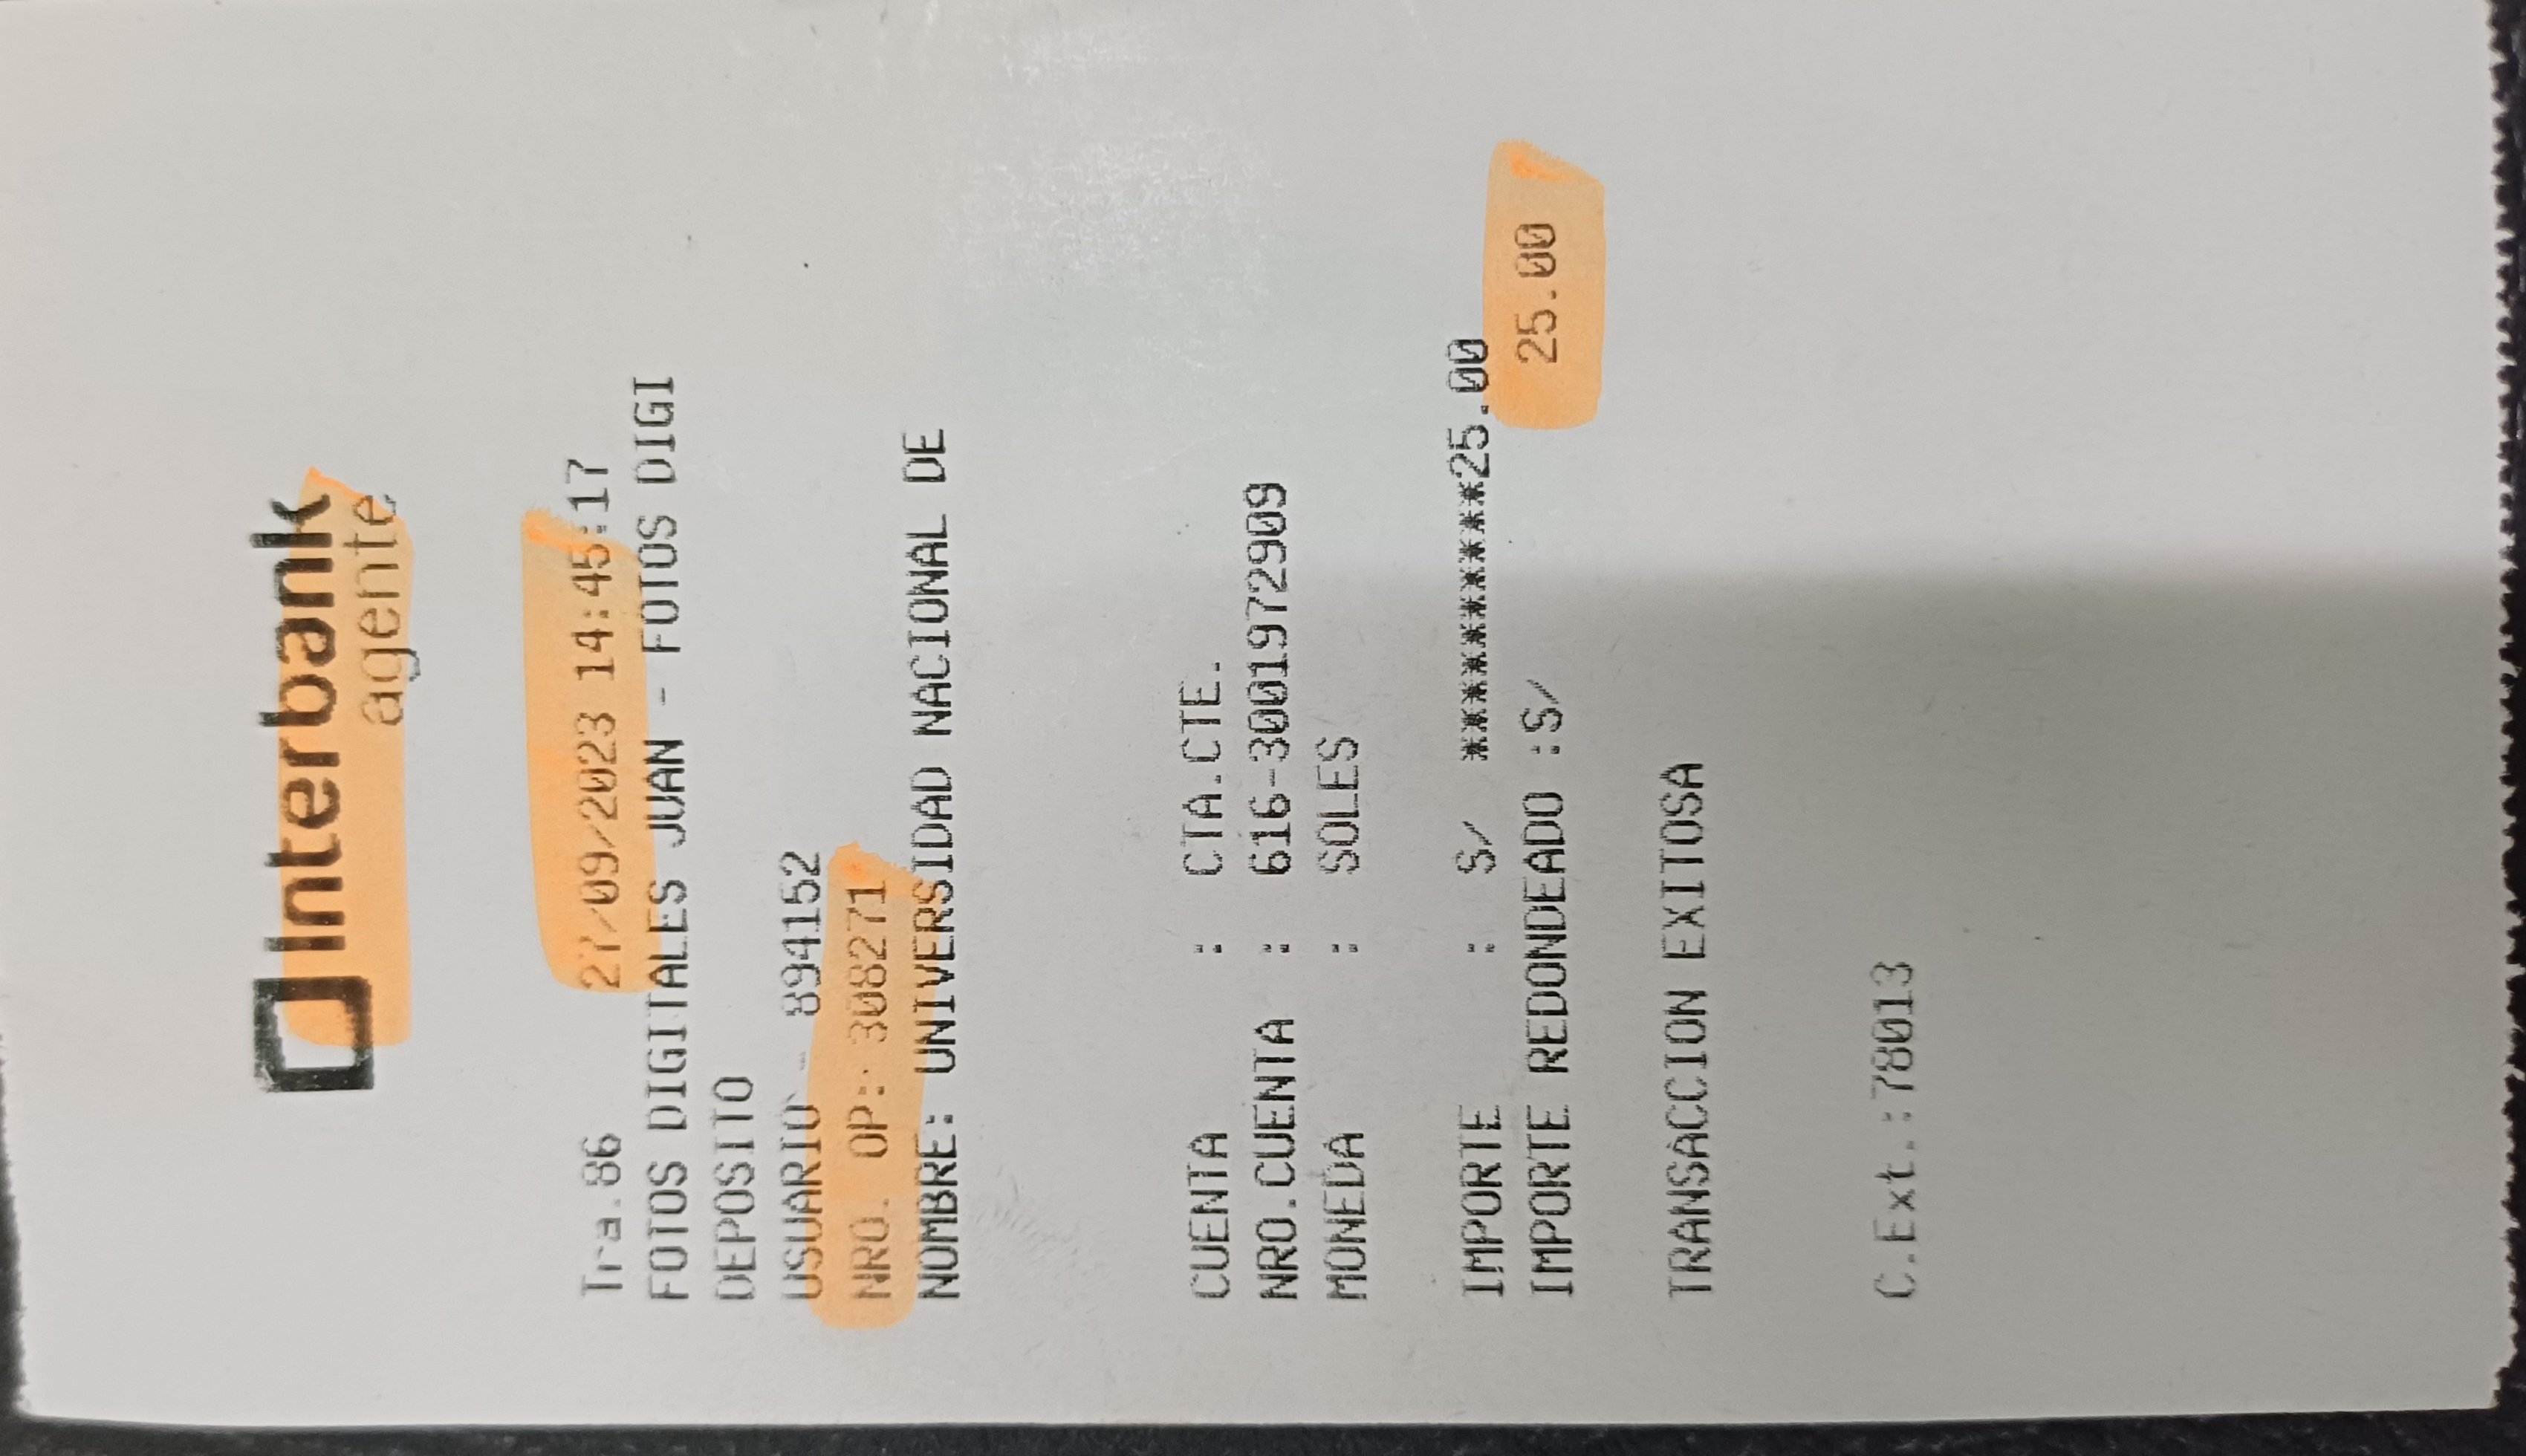 Interbank
agente
Tra.86 27/09/2023 14:45:17
FOTOS DIGITALES JUAN - FOTOS DIGI
DEPOSITO
USUARIO - 894152
NRO. OP: 308271
NOMBRE: UNIVERSIDAD NACIONAL DE
CUENTA : CTA.CTE.
NRO.CUENTA : 616-3001972909
MONEDA : SOLES
IMPORTE : S/ **********25.00
IMPORTE REDONDEADO :S/ 25.00
TRANSACCION EXITOSA
C.Ext.:78013